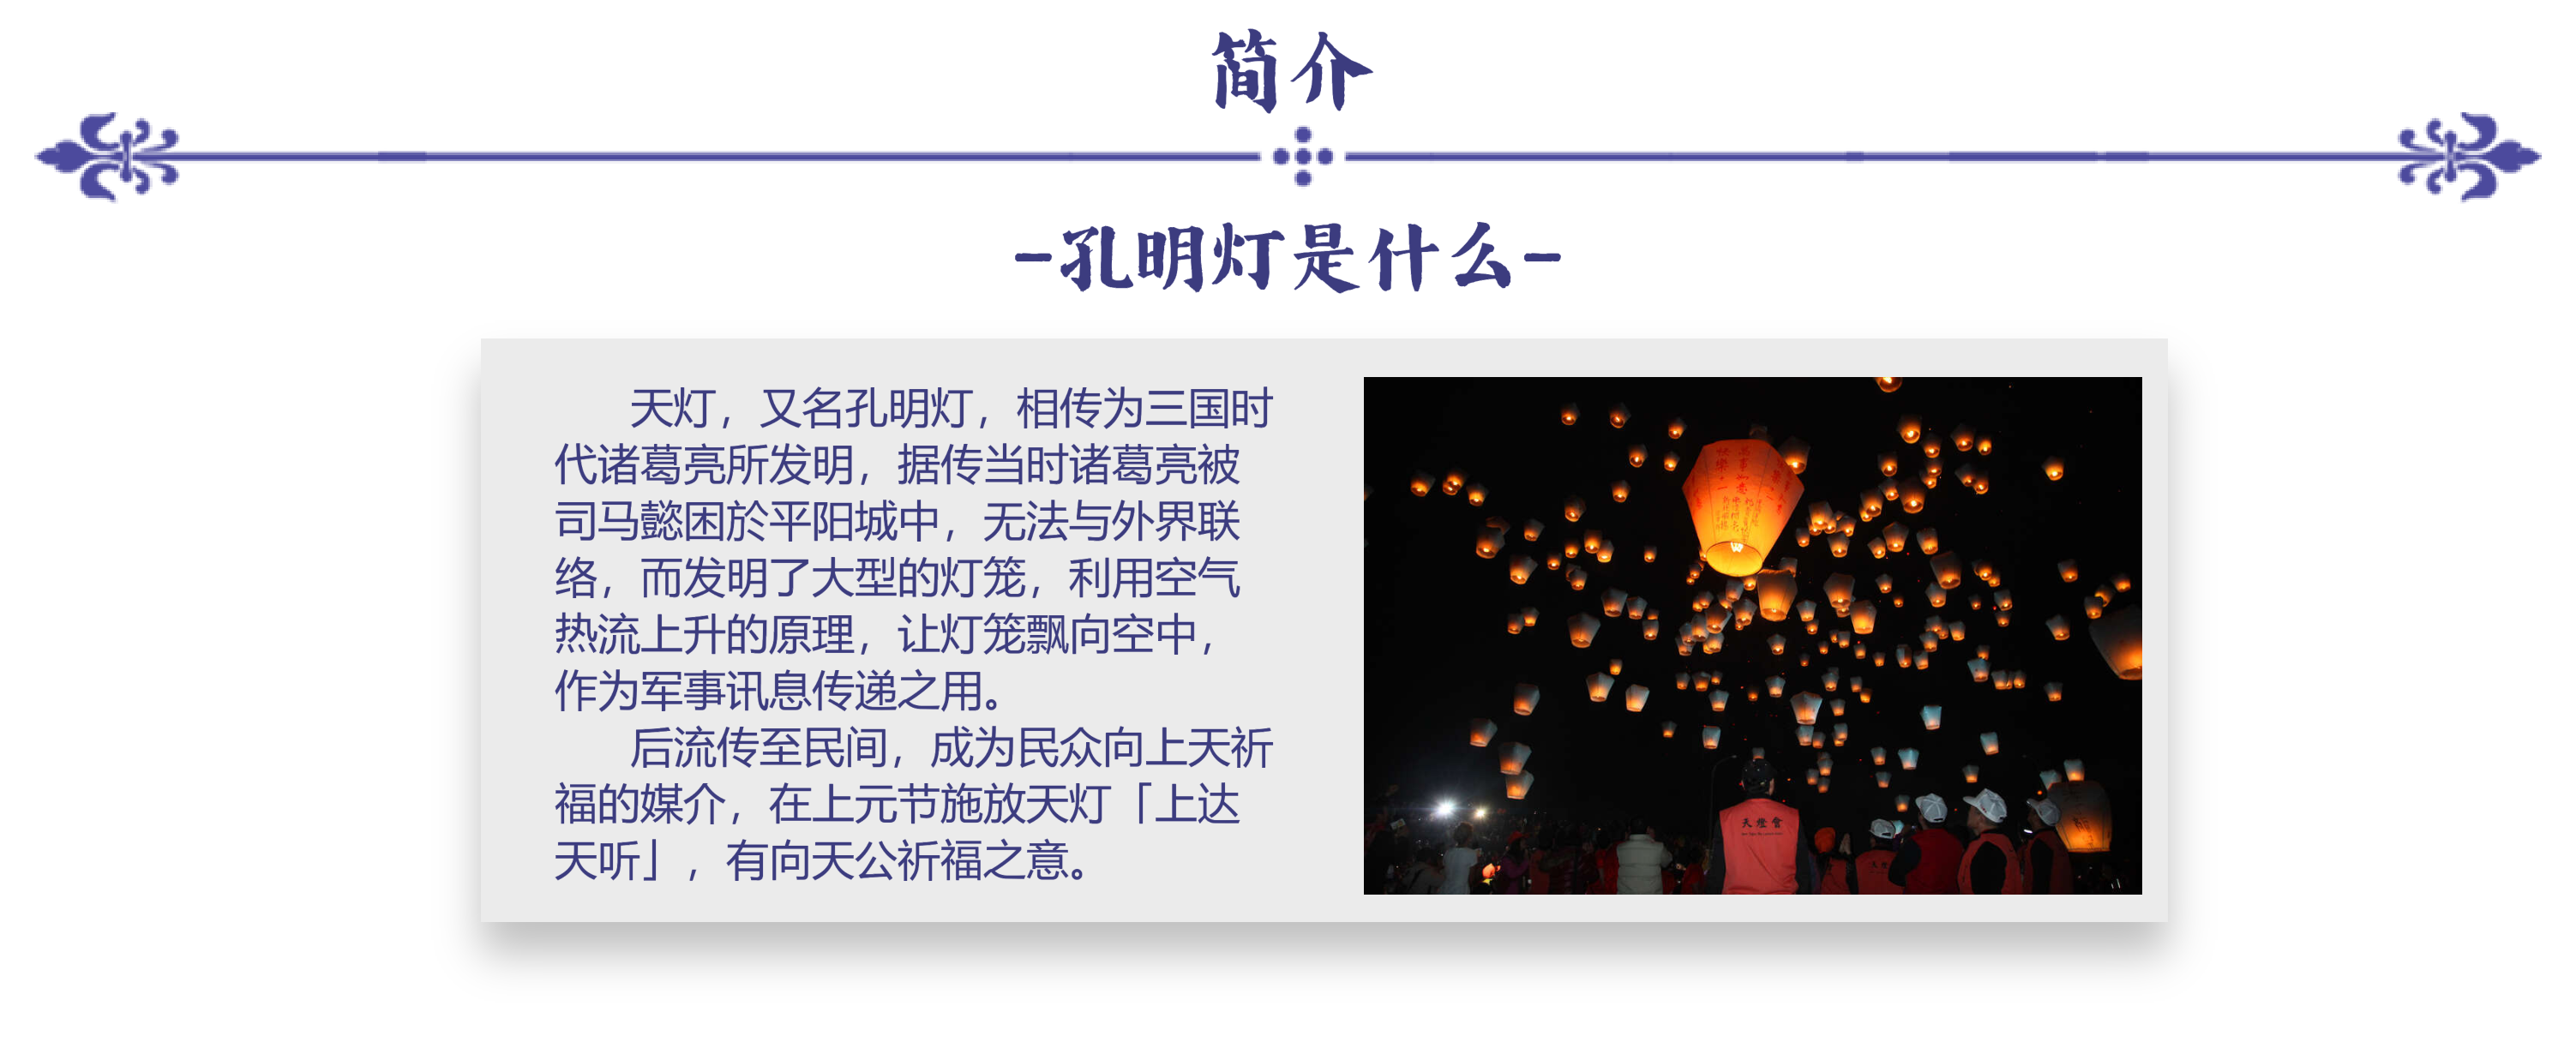 简介
-孔明灯是什么-
天灯，又名孔明灯，相传为三国时
代诸葛亮所发明，据传当时诸葛亮被
司马懿困於平阳城中，无法与外界联
络，而发明了大型的灯笼，利用空气
热流上升的原理，让灯笼飘向空中，
作为军事讯息传递之用。
后流传至民间，成为民众向上天祈
福的媒介，在上元节施放天灯「上达
天听」，有向天公祈福之意。
天燈會